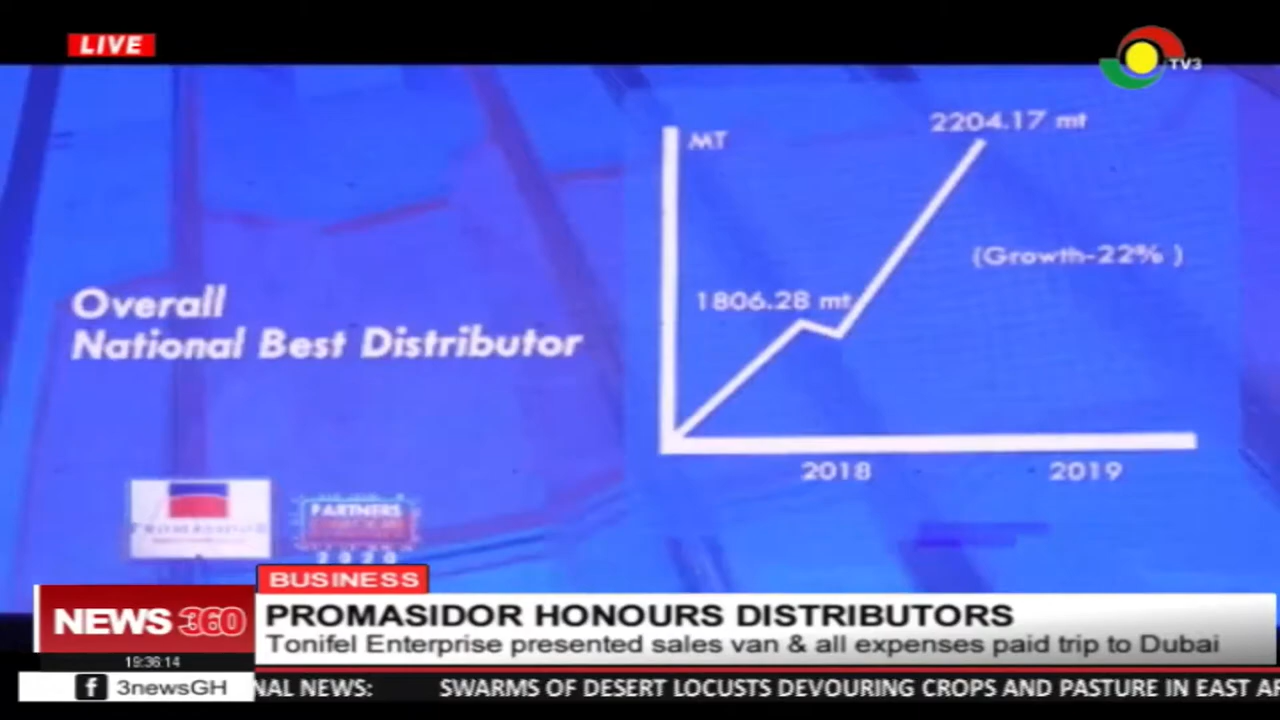 LIVE
TV3
2204.17 mt
MT
(Growth-22% )
1806.28 mt
Overall
National Best Distributor
2018 2019
PARTNERS
2020
BUSINESS
NEWS 360
PROMASIDOR HONOURS DISTRIBUTORS
Tonifel Enterprise presented sales van & all expenses paid trip to Dubai
19:36:14
f 3newsGH
NAL NEWS: SWARMS OF DESERT LOCUSTS DEVOURING CROPS AND PASTURE IN EAST AF